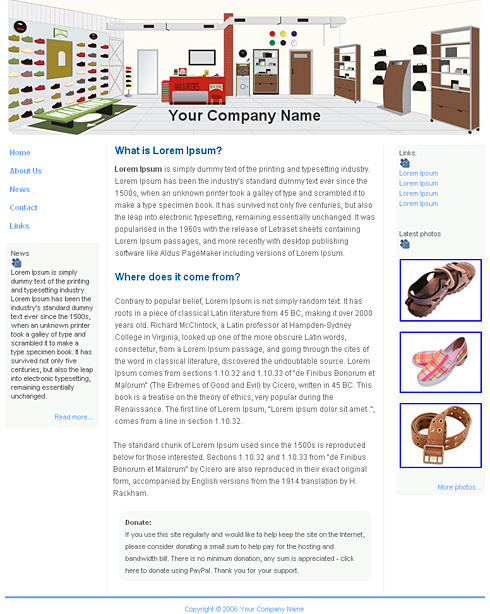 Your Company Name
Home
About Us
News
Contact
Links
News
Lorem Ipsum is simply
dummy text of the printing
and typesetting industry.
Lorem Ipsum has been the
industry's standard dummy
text ever since the 1500s,
when an unknown printer
took a galley of type and
scrambled it to make a
type specimen book. It has
survived not only five
centuries, but also the leap
into electronic typesetting,
remaining essentially
unchanged.
Read more...
What is Lorem Ipsum?
Lorem Ipsum is simply dummy text of the printing and typesetting industry.
Lorem Ipsum has been the industry's standard dummy text ever since the
1500s, when an unknown printer took a galley of type and scrambled it to
make a type specimen book. It has survived not only five centuries, but also
the leap into electronic typesetting, remaining essentially unchanged. It was
popularised in the 1960s with the release of Letraset sheets containing
Lorem Ipsum passages, and more recently with desktop publishing
software like Aldus PageMaker including versions of Lorem Ipsum.
Where does it come from?
Contrary to popular belief, Lorem Ipsum is not simply random text. It has
roots in a piece of classical Latin literature from 45 BC, making it over 2000
years old. Richard McClintock, a Latin professor at Hampden-Sydney
College in Virginia, looked up one of the more obscure Latin words,
consectetur, from a Lorem Ipsum passage, and going through the cites of
the word in classical literature, discovered the undoubtable source. Lorem
Ipsum comes from sections 1.10.32 and 1.10.33 of "de Finibus Bonorum et
Malorum" (The Extremes of Good and Evil) by Cicero, written in 45 BC. This
book is a treatise on the theory of ethics, very popular during the
Renaissance. The first line of Lorem Ipsum, "Lorem ipsum dolor sit amet..",
comes from a line in section 1.10.32.
The standard chunk of Lorem Ipsum used since the 1500s is reproduced
below for those interested. Sections 1.10.32 and 1.10.33 from "de Finibus
Bonorum et Malorum" by Cicero are also reproduced in their exact original
form, accompanied by English versions from the 1914 translation by H.
Rackham.
Donate:
If you use this site regularly and would like to help keep the site on the Internet,
please consider donating a small sum to help pay for the hosting and
bandwidth bill. There is no minimum donation, any sum is appreciated - click
here to donate using PayPal. Thank you for your support.
Links:
Lorem Ipsum
Lorem Ipsum
Lorem Ipsum
Lorem Ipsum
Latest photos
More photos...
Copyright © 2006 Your Company Name